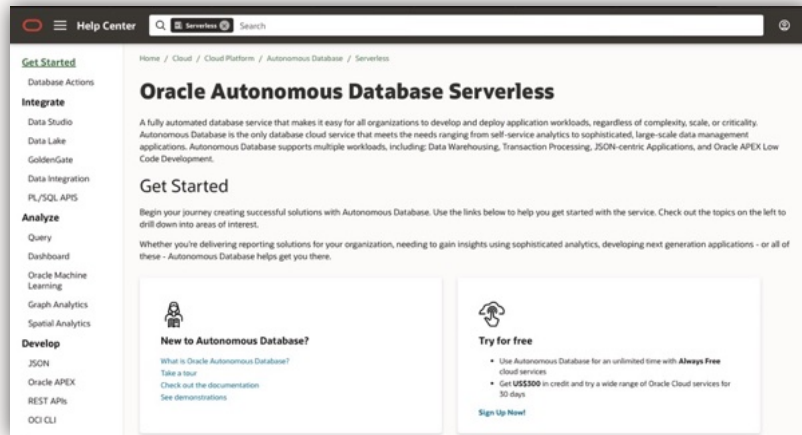 Help Center
Serverless
Search
Get Started
Database Actions
Integrate
Data Studio
Data Lake
GoldenGate
Data Integration
PL/SQL APIS
Analyze
Query
Dashboard
Oracle Machine
Learning
Graph Analytics
Spatial Analytics
Develop
JSON
Oracle APEX
REST APIs
OCI CLI
Home / Cloud / Cloud Platform / Autonomous Database / Serverless
Oracle Autonomous Database Serverless
A fully automated database service that makes it easy for all organizations to develop and deploy application workloads, regardless of complexity, scale, or criticality.
Autonomous Database is the only database cloud service that meets the needs ranging from self-service analytics to sophisticated, large-scale data management
applications. Autonomous Database supports multiple workloads, including: Data Warehousing, Transaction Processing, JSON-centric Applications, and Oracle APEX Low
Code Development.
Get Started
Begin your journey creating successful solutions with Autonomous Database. Use the links below to help you get started with the service. Check out the topics on the left to
drill down into areas of interest.
Whether you're delivering reporting solutions for your organization, needing to gain insights using sophisticated analytics, developing next generation applications - or all of
these - Autonomous Database helps get you there.
New to Autonomous Database?
What is Oracle Autonomous Database?
Take a tour
Check out the documentation
See demonstrations
Try for free
• Use Autonomous Database for an unlimited time with Always Free
cloud services
• Get US$300 in credit and try a wide range of Oracle Cloud services for
30 days
Sign Up Now!